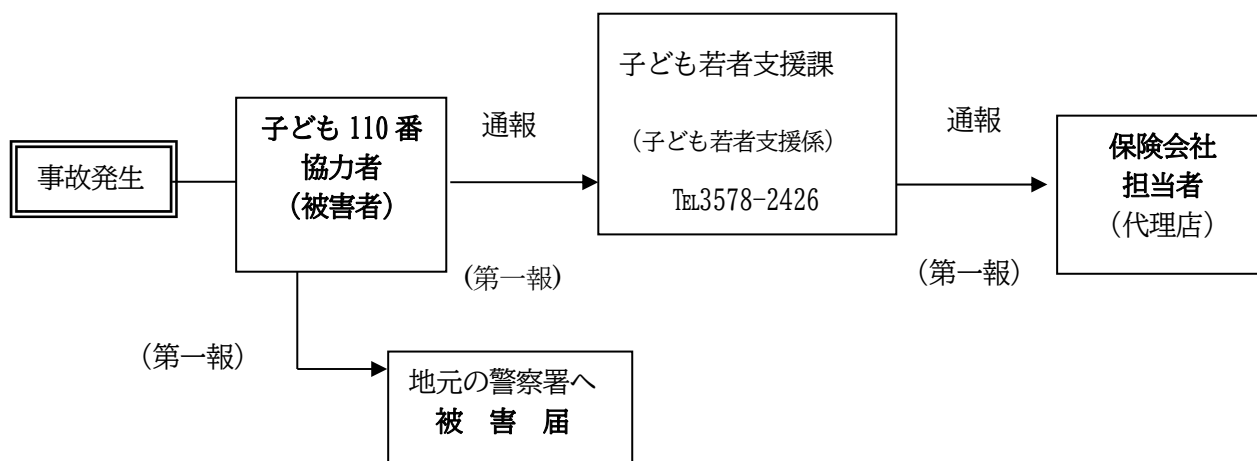 事故発生
子ども110番
協力者
（被害者）
通報
(第一報)
子ども若者支援課
（子ども若者支援係）
℡3578-2426
通報
（第一報）
保険会社
担当者
（代理店）
（第一報）
地元の警察署へ
被 害 届